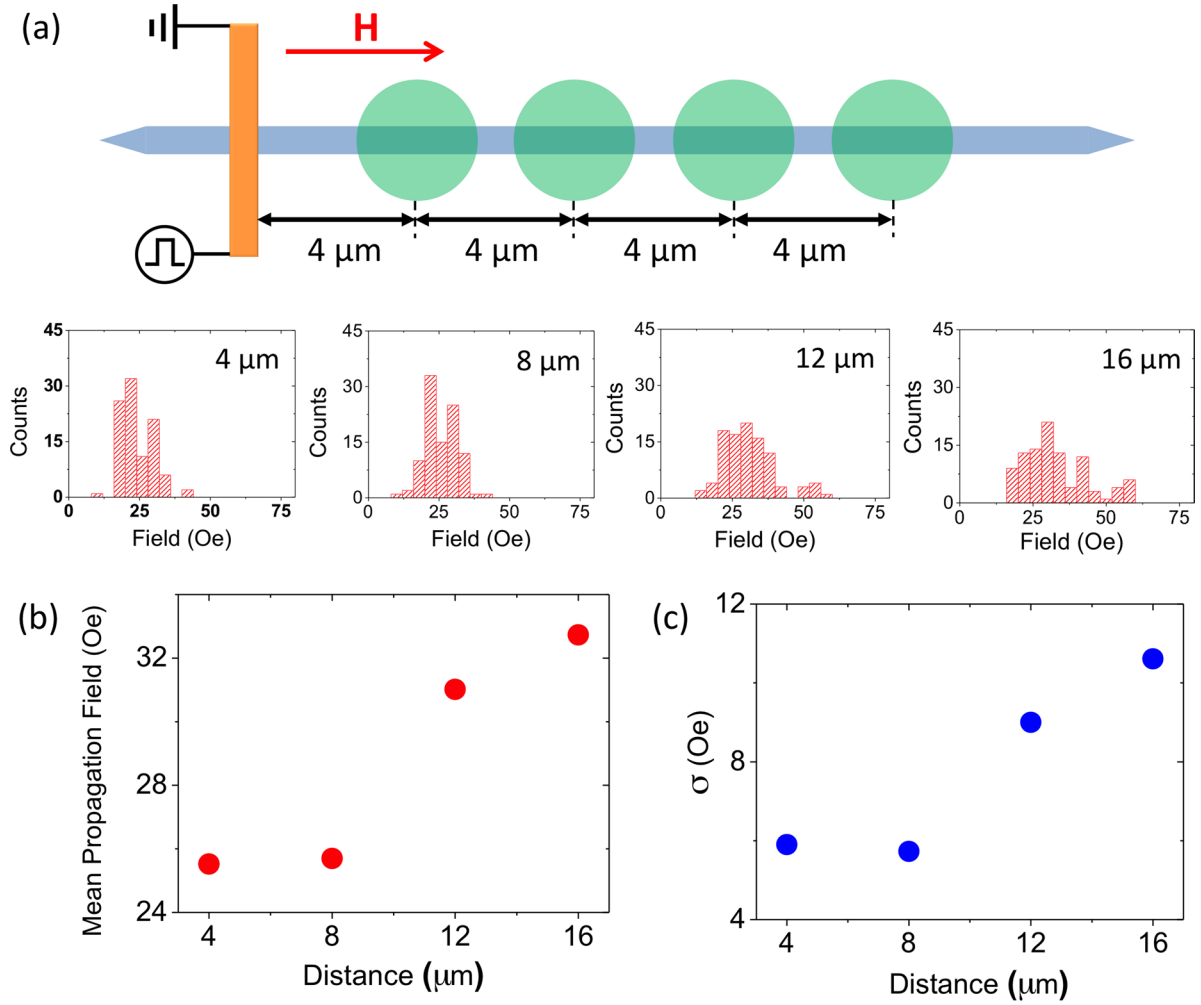 (a)
H
4 μm 4 μm 4 μm 4 μm
45
30
15
0
Counts
4 μm
0 25 50 75
Field (Oe)
45
30
15
0
Counts
8 μm
0 25 50 75
Field (Oe)
45
30
15
0
Counts
12 μm
0 25 50 75
Field (Oe)
45
30
15
0
Counts
16 μm
0 25 50 75
Field (Oe)
(b)
Mean Propagation Field (Oe)
32
28
24
4 8 12 16
Distance (μm)
(c)
σ (Oe)
12
8
4
4 8 12 16
Distance (μm)